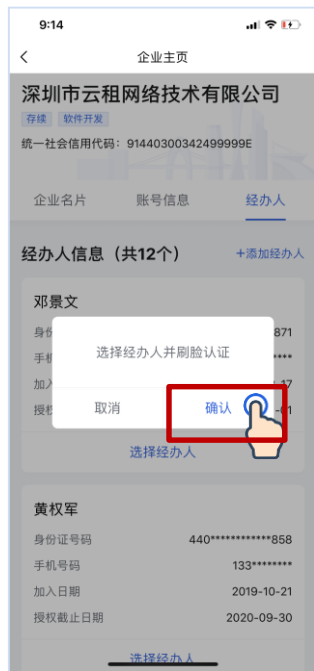 9:14
企业主页
深圳市云租网络技术有限公司
存续 软件开发
统一社会信用代码：91440300342499999E
企业名片 账号信息 经办人
经办人信息（共12个） +添加经办人
邓景文
身份 871
手机 ****
选择经办人并刷脸认证
加入 17
取消 确认
授权 -01
选择经办人
黄权军
身份证号码 440************858
手机号码 133********
加入日期 2019-10-21
授权截止日期 2020-09-30
选择经办人